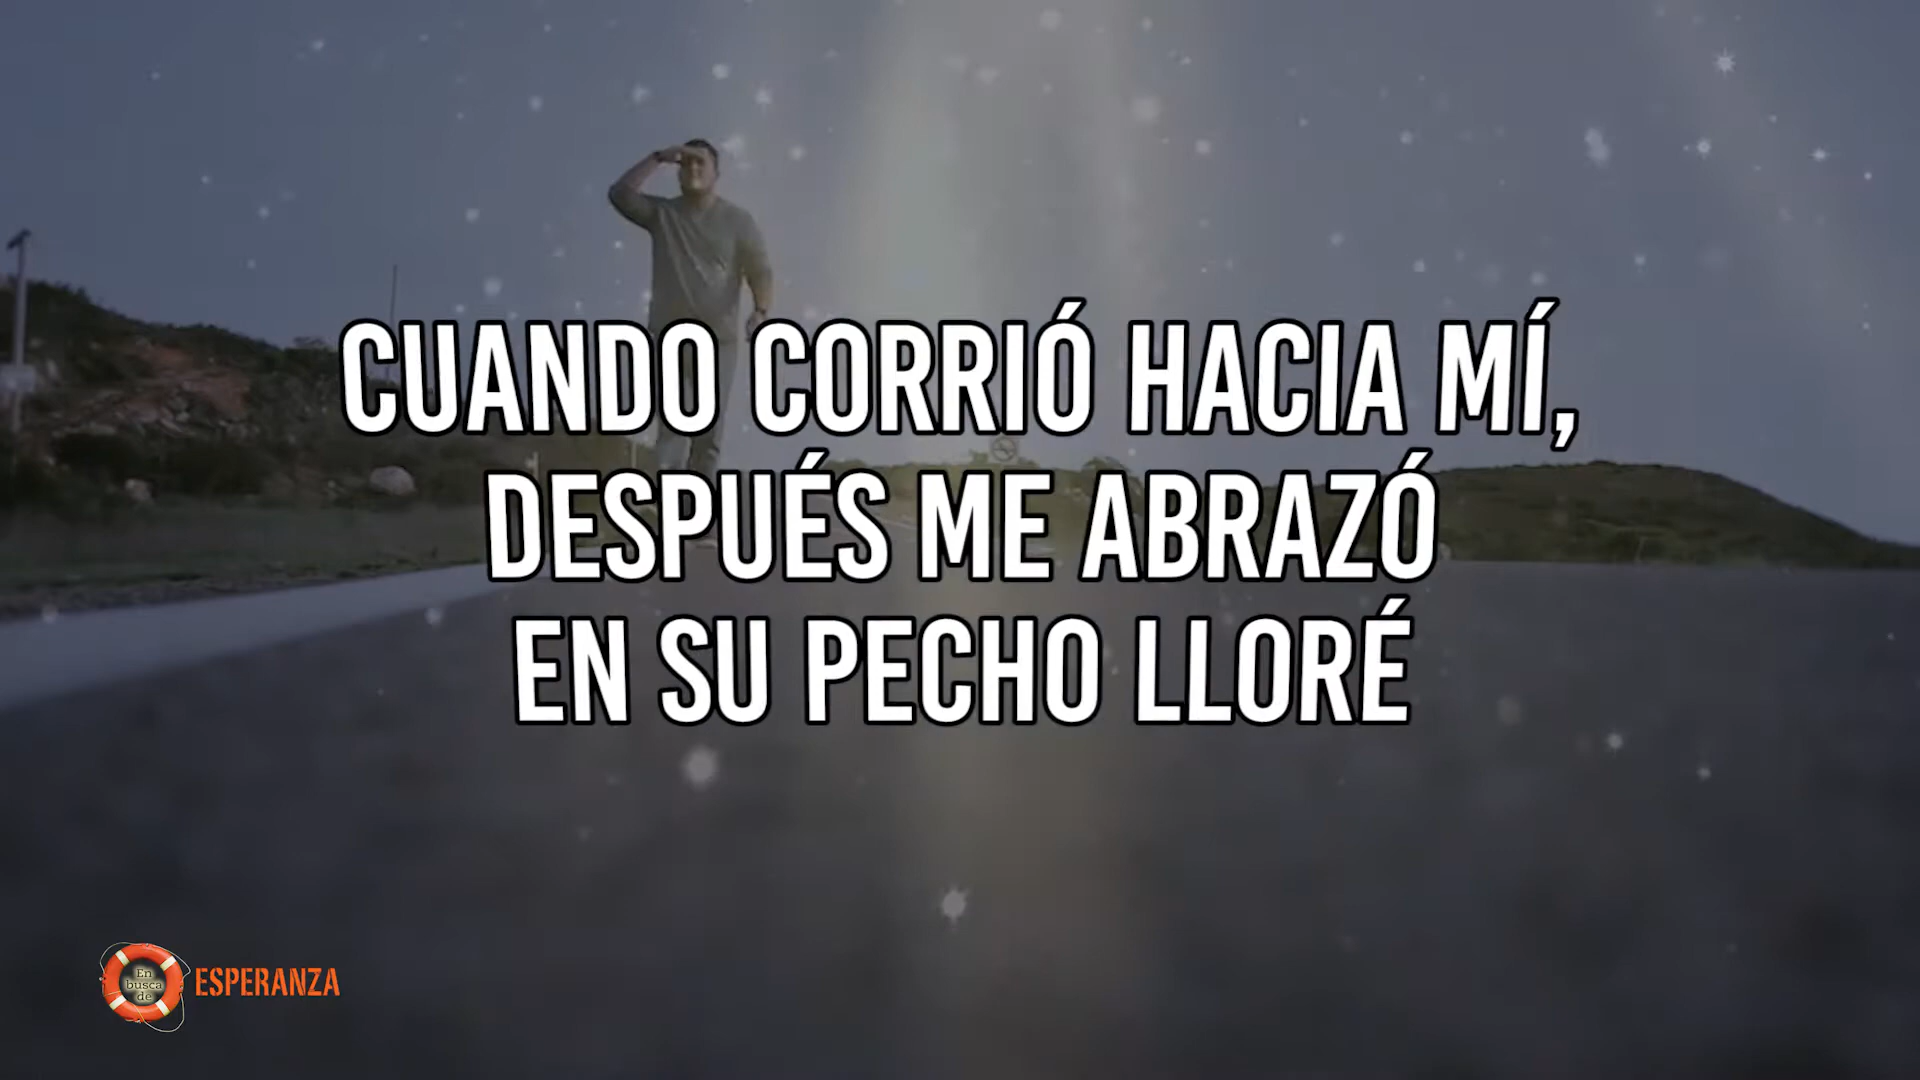 CUANDO CORRIÓ HACIA MÍ,
DESPUÉS ME ABRAZÓ
EN SU PECHO LLORÉ
En
busca
de
ESPERANZA